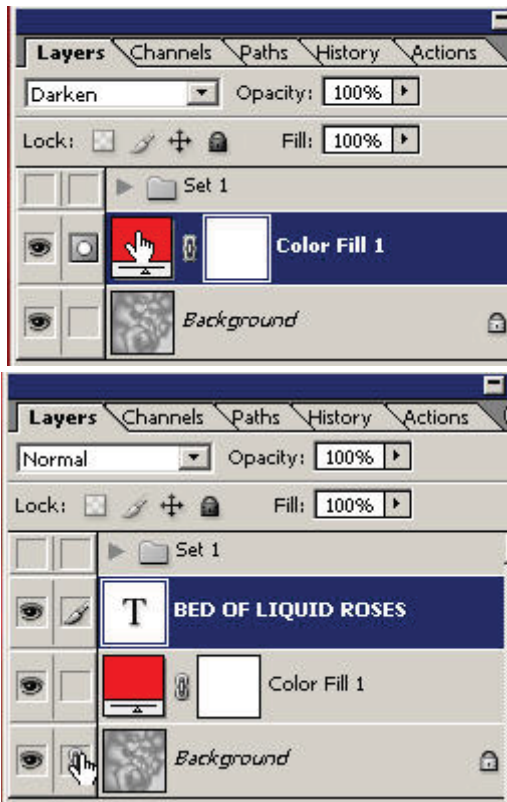 Layers Channels Paths History Actions
Darken Opacity: 100%
Lock: Fill: 100%
Set 1
Color Fill 1
Background
Layers Channels Paths History Actions
Normal Opacity: 100%
Lock: Fill: 100%
Set 1
T BED OF LIQUID ROSES
Color Fill 1
Background